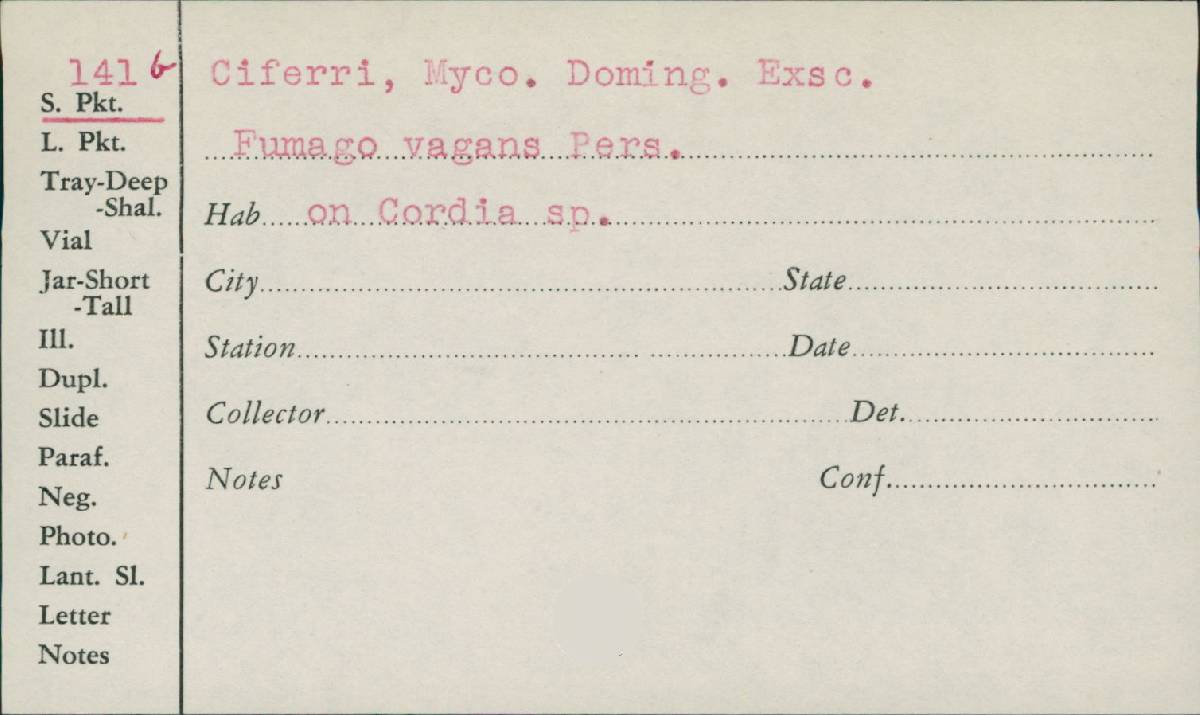 141 b
S. Pkt.
L. Pkt.
Tray-Deep
-Shal.
Vial
Jar-Short
-Tall
Ill.
Dupl.
Slide
Paraf.
Neg.
Photo.
Lant. Sl.
Letter
Notes
Ciferri, Myco. Doming. Exsc.
Fumago vagans Pers.
Hab on Cordia sp.
City State
Station Date
Collector Det.
Notes Conf.